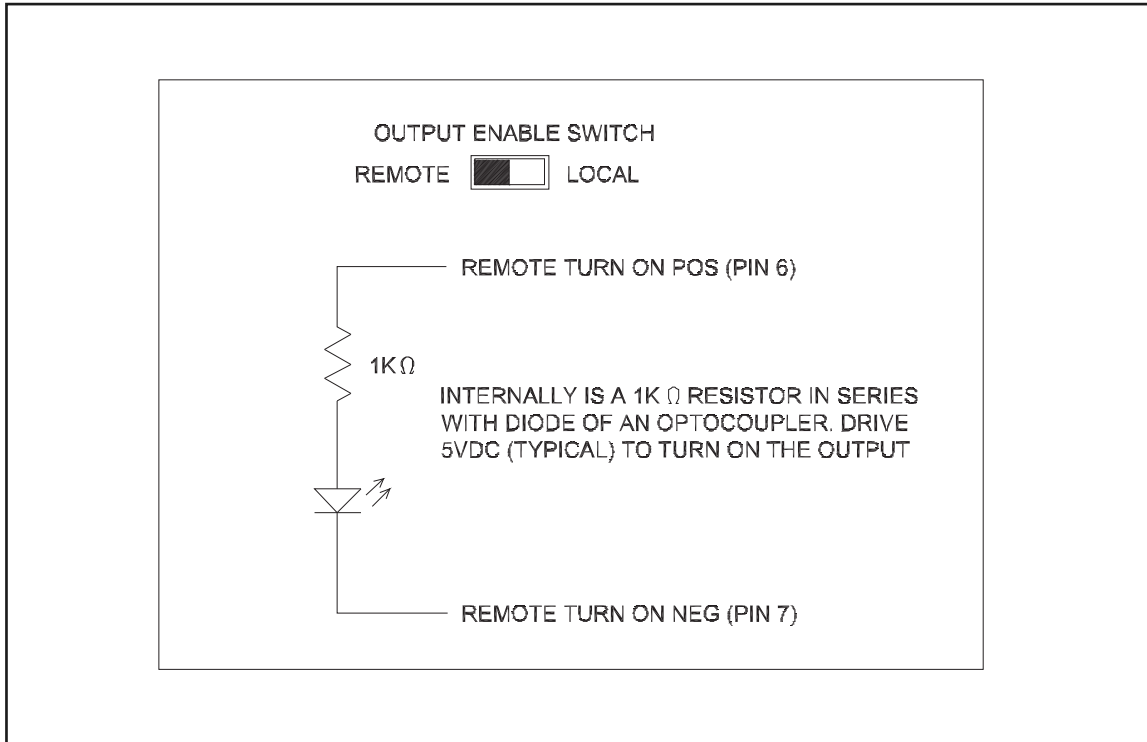 OUTPUT ENABLE SWITCH
REMOTE LOCAL
REMOTE TURN ON POS (PIN 6)
1K Ω
INTERNALLY IS A 1K Ω RESISTOR IN SERIES
WITH DIODE OF AN OPTOCOUPLER. DRIVE
5VDC (TYPICAL) TO TURN ON THE OUTPUT
REMOTE TURN ON NEG (PIN 7)